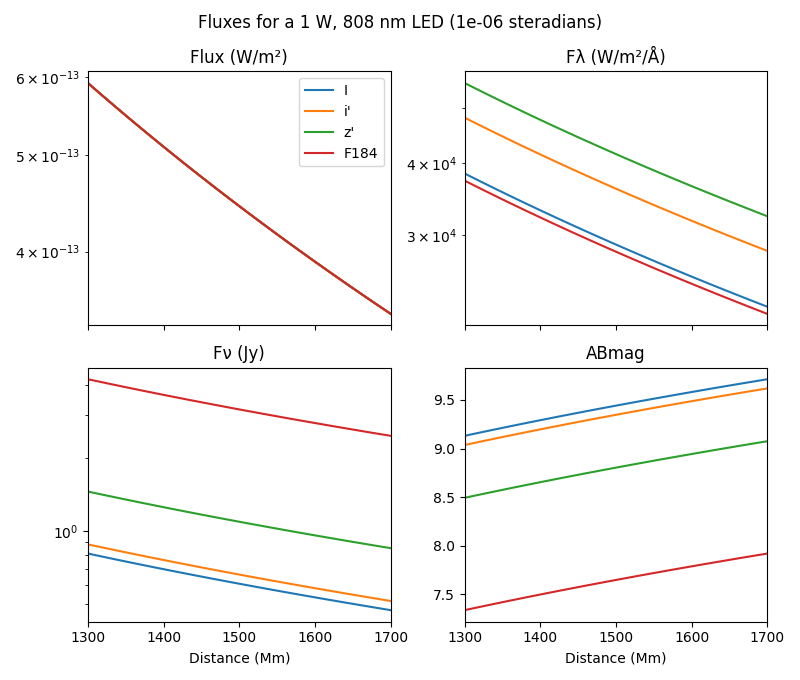 Fluxes for a 1 W, 808 nm LED (1e-06 steradians)
Flux (W/m²)
6 × 10⁻¹³
5 × 10⁻¹³
4 × 10⁻¹³
I
i'
z'
F184
Fλ (W/m²/Å)
4 × 10⁴
3 × 10⁴
Fν (Jy)
10⁰
1300 1400 1500 1600 1700
Distance (Mm)
ABmag
9.5
9.0
8.5
8.0
7.5
1300 1400 1500 1600 1700
Distance (Mm)